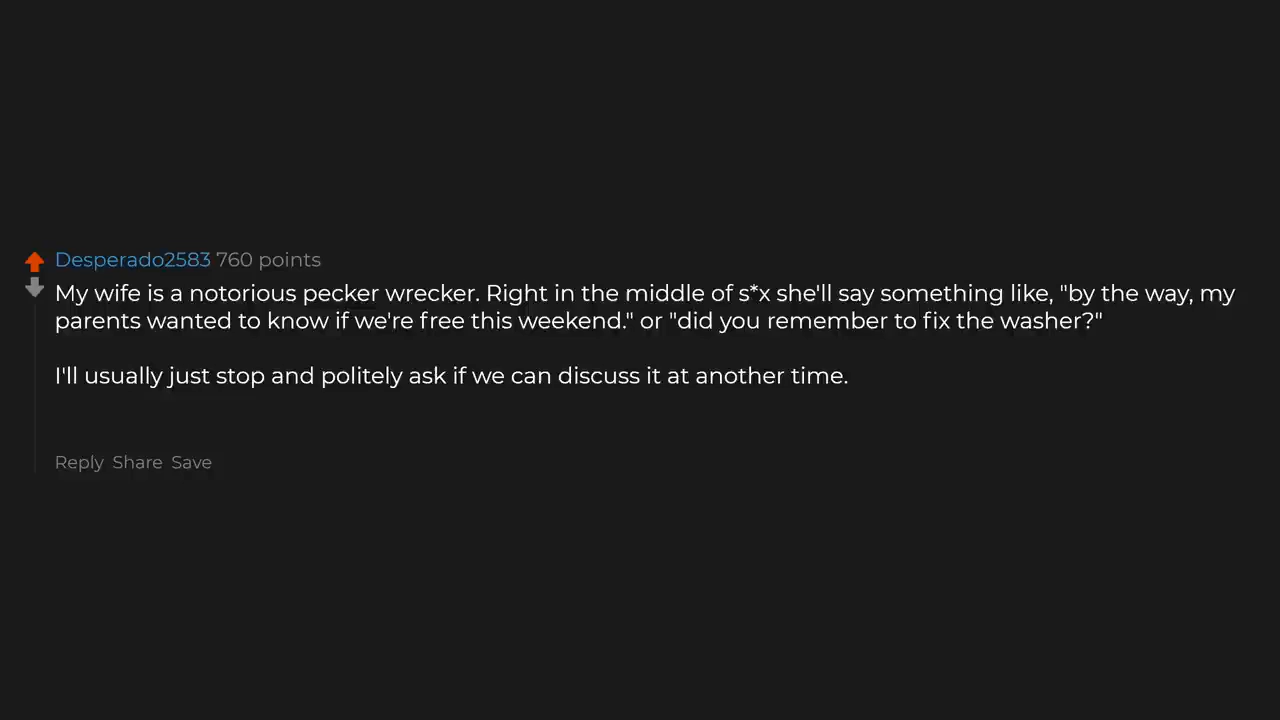 Desperado2583 760 points
My wife is a notorious pecker wrecker. Right in the middle of s*x she'll say something like, "by the way, my
parents wanted to know if we're free this weekend." or "did you remember to fix the washer?"
I'll usually just stop and politely ask if we can discuss it at another time.
Reply Share Save